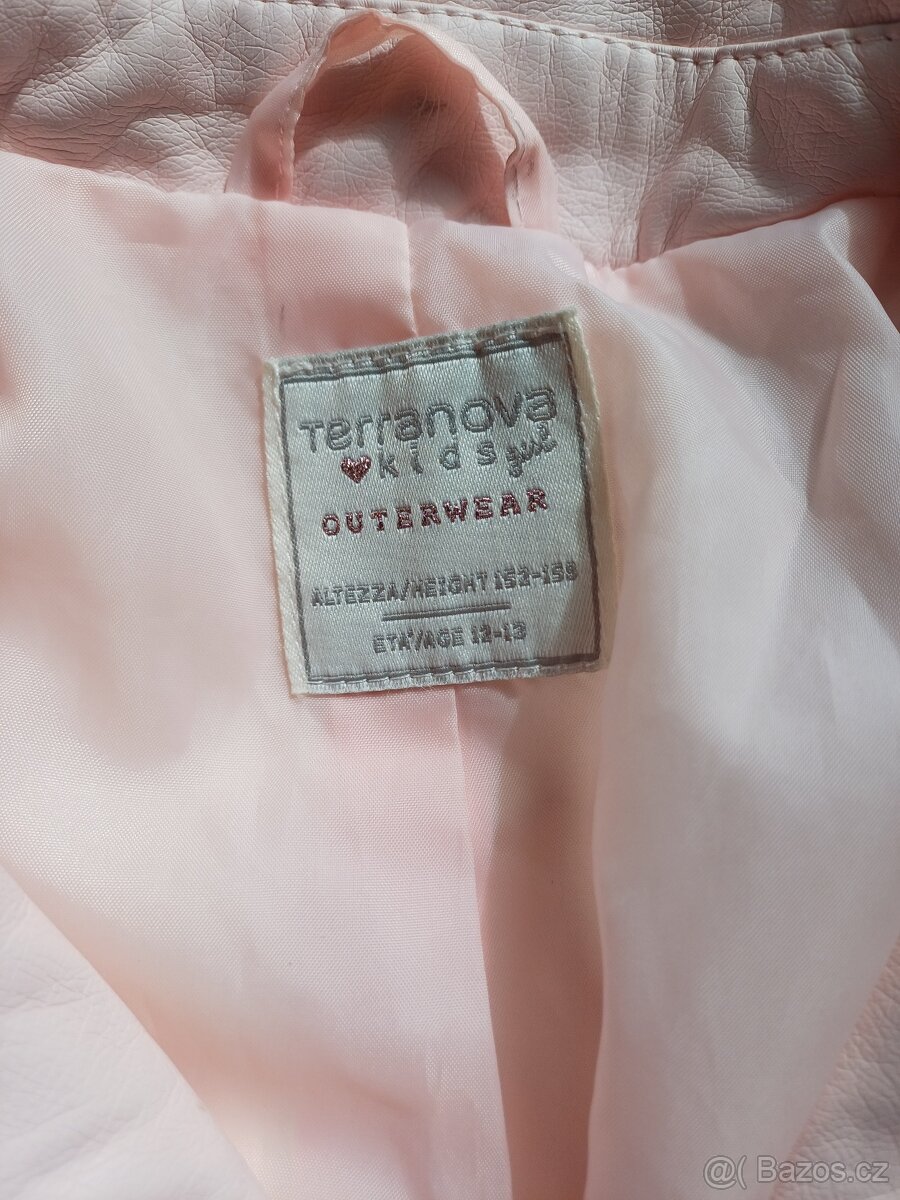 Terranova
kids girl
OUTERWEAR
ALTEZZA/HEIGHT 152-158
ETA'/AGE 12-13
@( Bazos.cz